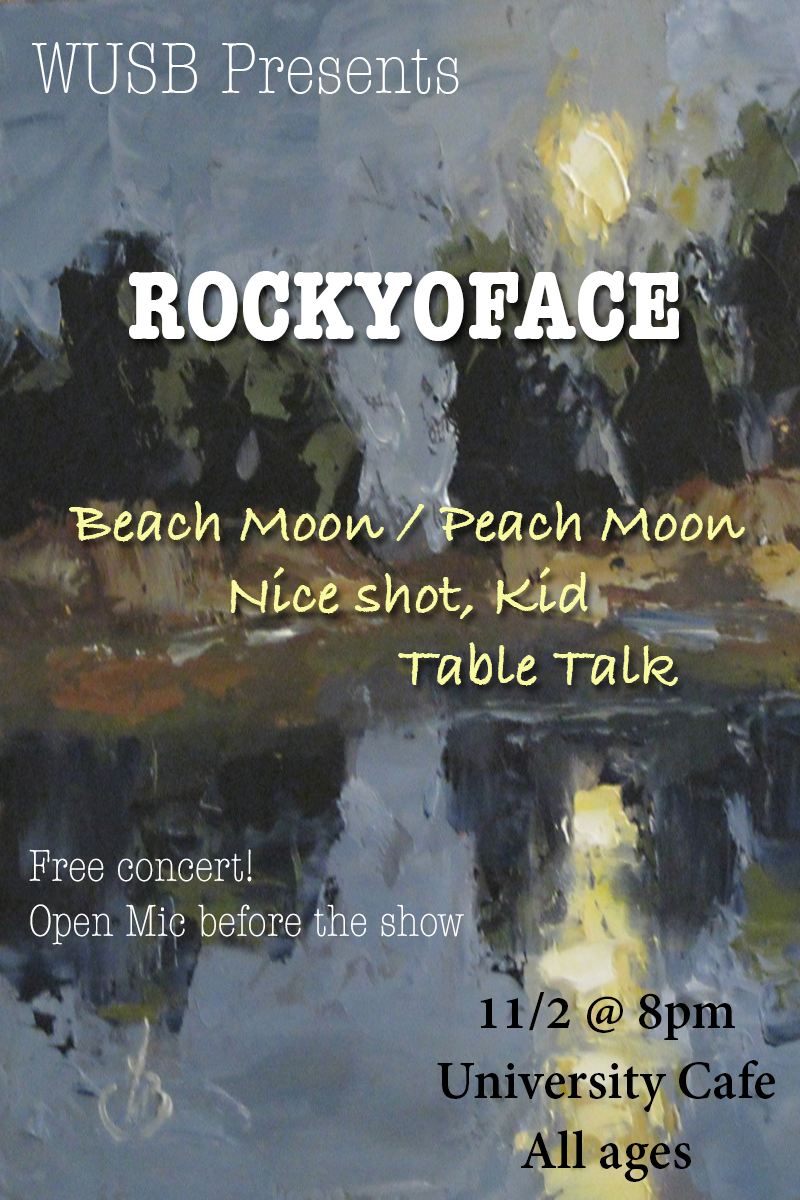 WUSB Presents
ROCKYOFACE
Beach Moon / Peach Moon
Nice shot, Kid
Table Talk
Free concert!
Open Mic before the show
11/2 @ 8pm
University Cafe
All ages